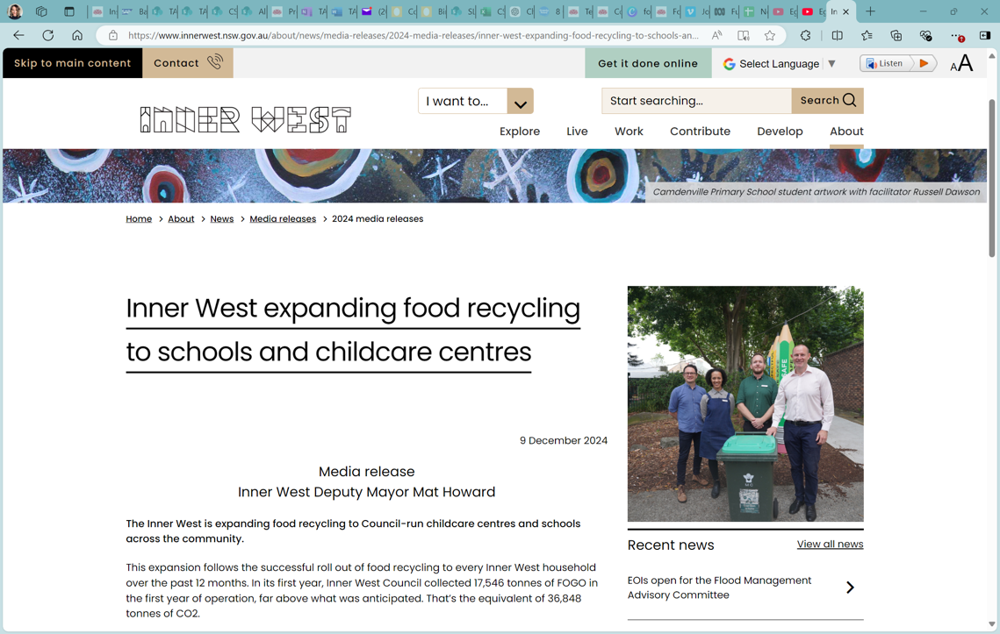 https://www.innerwest.nsw.gov.au/about/news/media-releases/2024-media-releases/inner-west-expanding-food-recycling-to-schools-an...
Skip to main content
Contact
Get it done online
Select Language
Listen
AA
INNER WEST
I want to...
Start searching...
Search
Explore
Live
Work
Contribute
Develop
About
Camdenville Primary School student artwork with facilitator Russell Dawson
Home > About > News > Media releases > 2024 media releases
Inner West expanding food recycling
to schools and childcare centres
9 December 2024
Media release
Inner West Deputy Mayor Mat Howard
The Inner West is expanding food recycling to Council-run childcare centres and schools
across the community.
This expansion follows the successful roll out of food recycling to every Inner West household
over the past 12 months. In its first year, Inner West Council collected 17,546 tonnes of FOGO in
the first year of operation, far above what was anticipated. That's the equivalent of 36,848
tonnes of CO2.
Recent news
View all news
EOIs open for the Flood Management
Advisory Committee